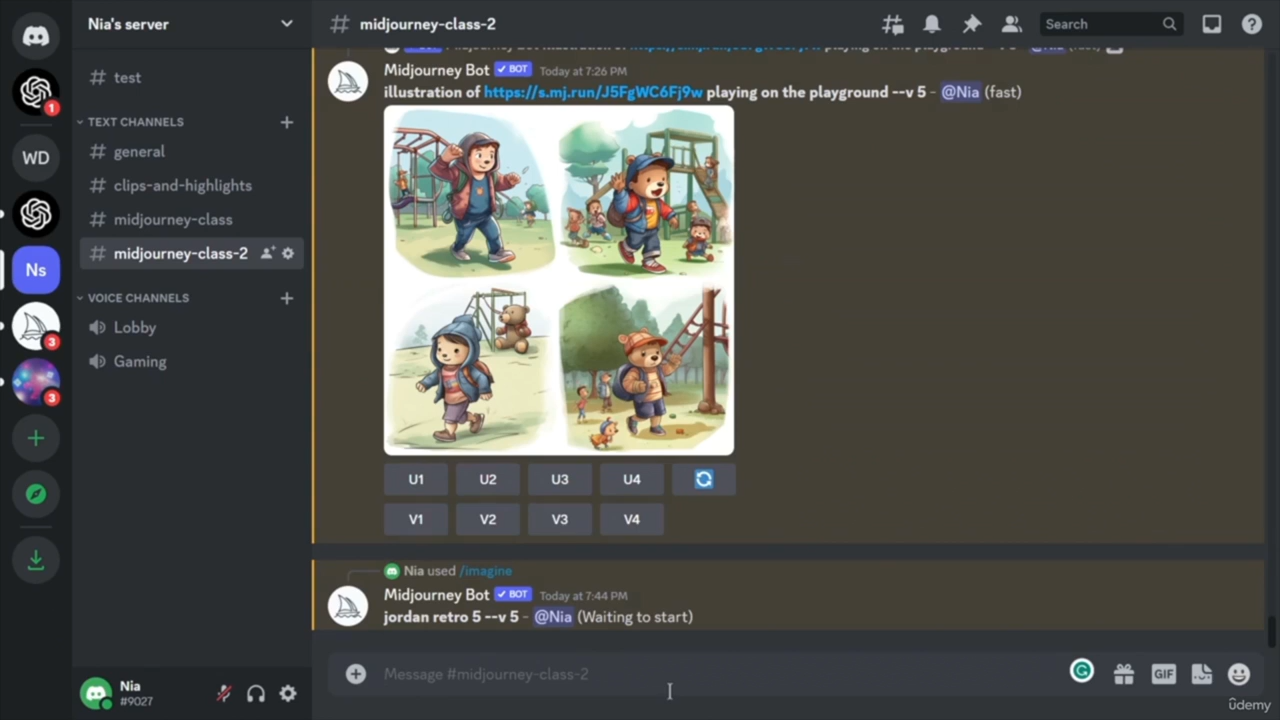 Nia's server
midjourney-class-2
Search
test
TEXT CHANNELS
general
clips-and-highlights
midjourney-class
midjourney-class-2
VOICE CHANNELS
Lobby
Gaming
1
WD
Ns
3
3
Midjourney Bot BOT Today at 7:26 PM
illustration of https://s.mj.run/J5FgWC6Fj9w playing on the playground --v 5 - @Nia (fast)
U1 U2 U3 U4
V1 V2 V3 V4
Nia used /imagine
Midjourney Bot BOT Today at 7:44 PM
jordan retro 5 --v 5 - @Nia (Waiting to start)
Message #midjourney-class-2
GIF
Nia
#9027
ûdemy